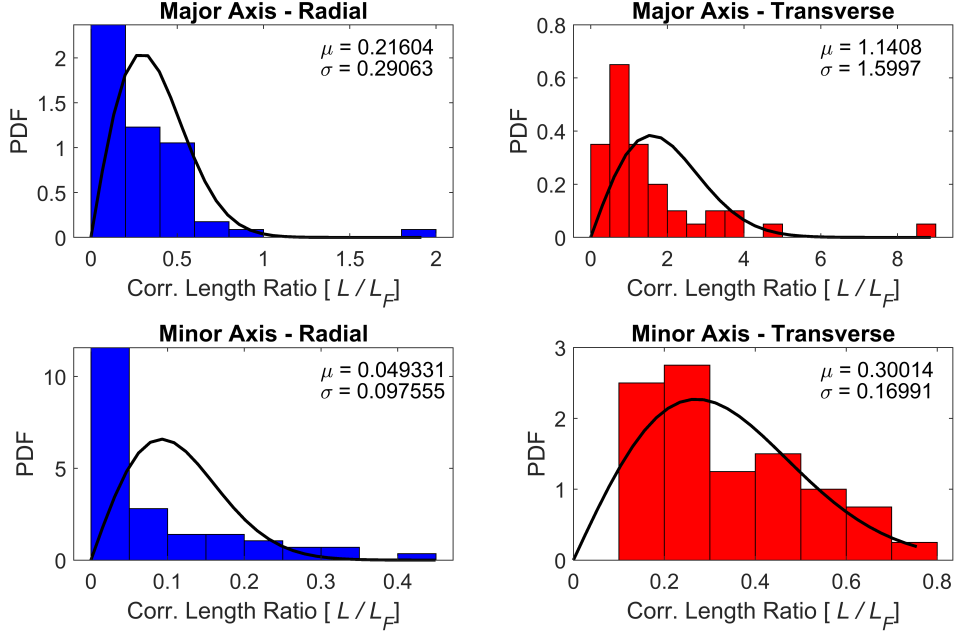 Major Axis - Radial
μ = 0.21604
σ = 0.29063
PDF
2
1.5
1
0.5
0
0 0.5 1 1.5 2
Corr. Length Ratio [ L / L_F]
Major Axis - Transverse
μ = 1.1408
σ = 1.5997
PDF
0.8
0.6
0.4
0.2
0
0 2 4 6 8
Corr. Length Ratio [ L / L_F]
Minor Axis - Radial
μ = 0.049331
σ = 0.097555
PDF
10
5
0
0 0.1 0.2 0.3 0.4
Corr. Length Ratio [ L / L_F]
Minor Axis - Transverse
μ = 0.30014
σ = 0.16991
PDF
3
2
1
0
0 0.2 0.4 0.6 0.8
Corr. Length Ratio [ L / L_F]